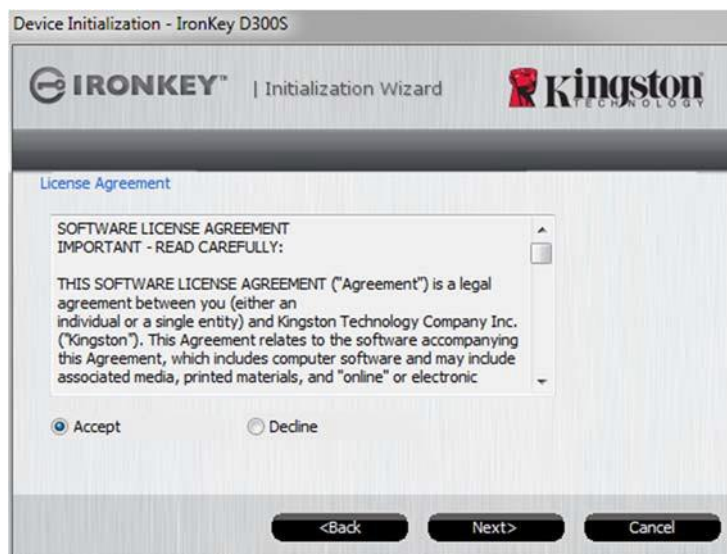 Device Initialization - IronKey D300S
IRONKEY™ | Initialization Wizard
Kingston
TECHNOLOGY
License Agreement
SOFTWARE LICENSE AGREEMENT
IMPORTANT - READ CAREFULLY:
THIS SOFTWARE LICENSE AGREEMENT ("Agreement") is a legal
agreement between you (either an
individual or a single entity) and Kingston Technology Company Inc.
("Kingston"). This Agreement relates to the software accompanying
this Agreement, which includes computer software and may include
associated media, printed materials, and "online" or electronic
Accept Decline
<Back Next> Cancel